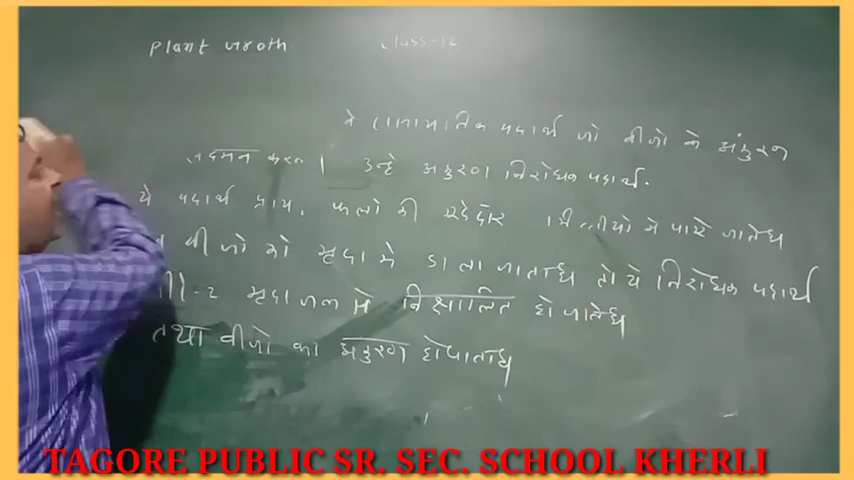 Plant Groth. Class-12
वे रासायनिक पदार्थ जो बीजो के अंकुरण
संदमन करता। उन्हे अंकुरण निरोधक पदार्थ.
ये पदार्थ प्राय. फलो की गूदेदार भित्तीयो मे पाये जातेध
बीजो को मृदा मे डाला जाताध तो ये निरोधक पदार्थ
मृदा जल मे निक्षालित हो जातेध
तथा बीजो का अंकुरण होपाताध
TAGORE PUBLIC SR. SEC. SCHOOL KHERLI